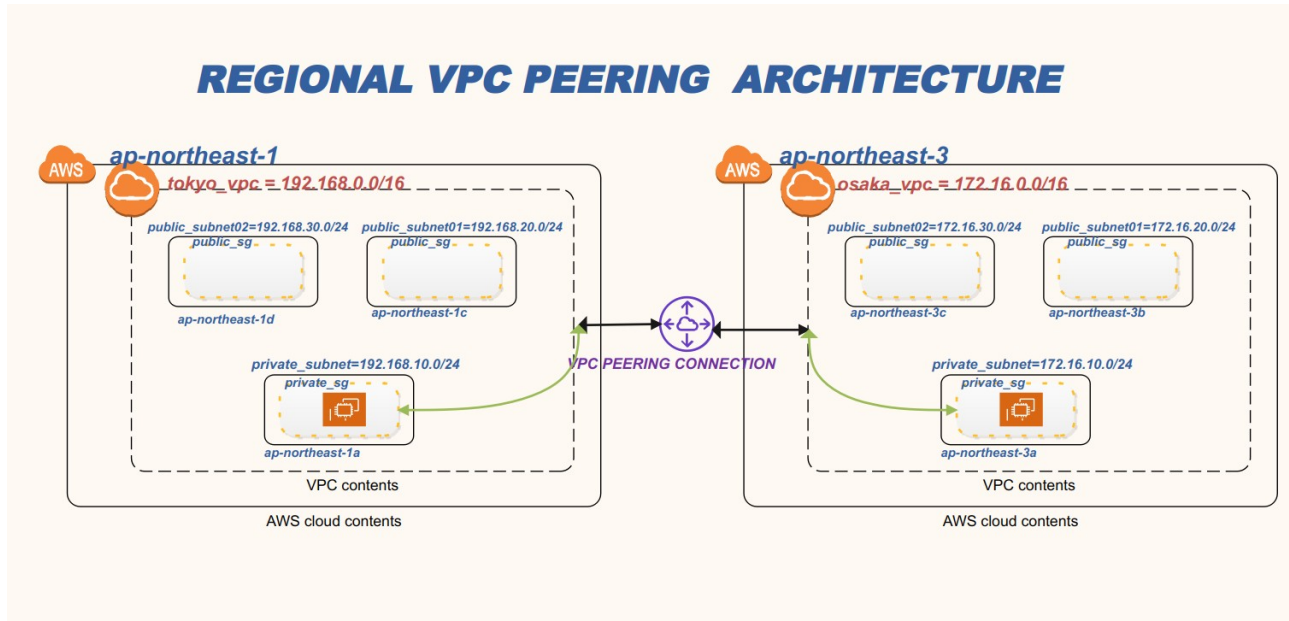 REGIONAL VPC PEERING ARCHITECTURE
AWS
ap-northeast-1
tokyo_vpc = 192.168.0.0/16
public_subnet02=192.168.30.0/24
public_sg
ap-northeast-1d
public_subnet01=192.168.20.0/24
public_sg
ap-northeast-1c
private_subnet=192.168.10.0/24
private_sg
ap-northeast-1a
VPC contents
AWS cloud contents
VPC PEERING CONNECTION
AWS
ap-northeast-3
osaka_vpc = 172.16.0.0/16
public_subnet02=172.16.30.0/24
public_sg
ap-northeast-3c
public_subnet01=172.16.20.0/24
public_sg
ap-northeast-3b
private_subnet=172.16.10.0/24
private_sg
ap-northeast-3a
VPC contents
AWS cloud contents